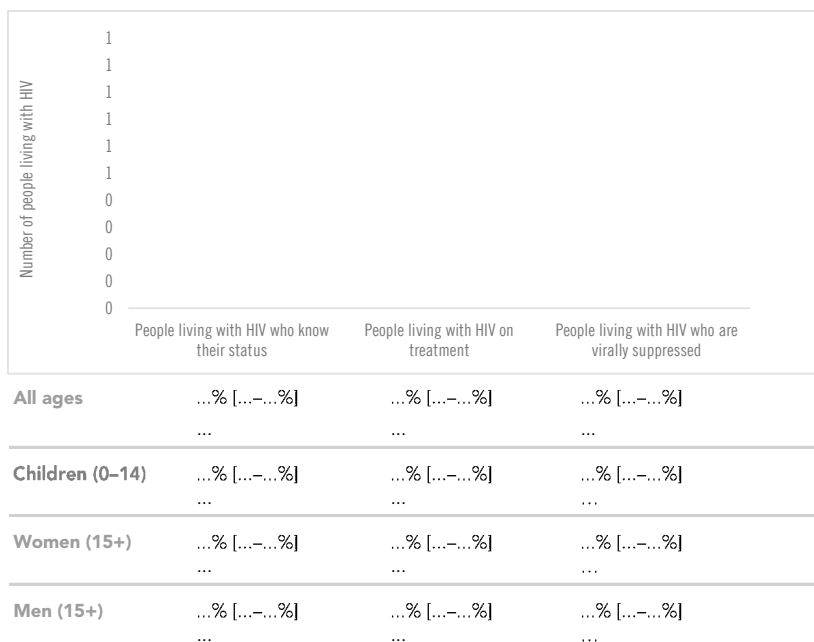 Number of people living with HIV
1
1
1
1
1
1
0
0
0
0
0
People living with HIV who know
their status
People living with HIV on
treatment
People living with HIV who are
virally suppressed
All ages ...% [...–...%] ...% [...–...%] ...% [...–...%]
... ... ...
Children (0–14) ...% [...–...%] ...% [...–...%] ...% [...–...%]
... ... ...
Women (15+) ...% [...–...%] ...% [...–...%] ...% [...–...%]
... ... ...
Men (15+) ...% [...–...%] ...% [...–...%] ...% [...–...%]
... ... ...